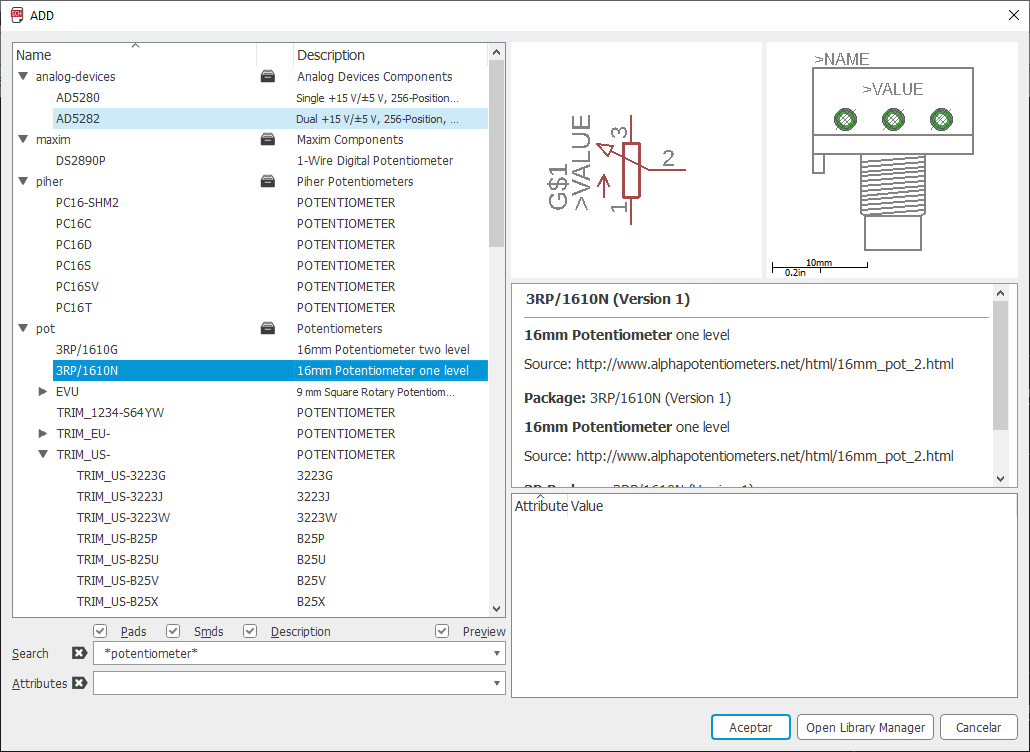 ADD
Name Description
analog-devices Analog Devices Components
AD5280 Single +15 V/±5 V, 256-Position...
AD5282 Dual +15 V/±5 V, 256-Position, ...
maxim Maxim Components
DS2890P 1-Wire Digital Potentiometer
piher Piher Potentiometers
PC16-SHM2 POTENTIOMETER
PC16C POTENTIOMETER
PC16D POTENTIOMETER
PC16S POTENTIOMETER
PC16SV POTENTIOMETER
PC16T POTENTIOMETER
pot Potentiometers
3RP/1610G 16mm Potentiometer two level
3RP/1610N 16mm Potentiometer one level
EVU 9 mm Square Rotary Potentiom...
TRIM_1234-S64YW POTENTIOMETER
TRIM_EU- POTENTIOMETER
TRIM_US- POTENTIOMETER
TRIM_US-3223G 3223G
TRIM_US-3223J 3223J
TRIM_US-3223W 3223W
TRIM_US-B25P B25P
TRIM_US-B25U B25U
TRIM_US-B25V B25V
TRIM_US-B25X B25X
Pads Smds Description Preview
Search *potentiometer*
Attributes
G$1
>VALUE
3
2
1
>NAME
>VALUE
10mm
0.2in
3RP/1610N (Version 1)
16mm Potentiometer one level
Source: http://www.alphapotentiometers.net/html/16mm_pot_2.html
Package: 3RP/1610N (Version 1)
16mm Potentiometer one level
Source: http://www.alphapotentiometers.net/html/16mm_pot_2.html
Attribute Value
Aceptar Open Library Manager Cancelar